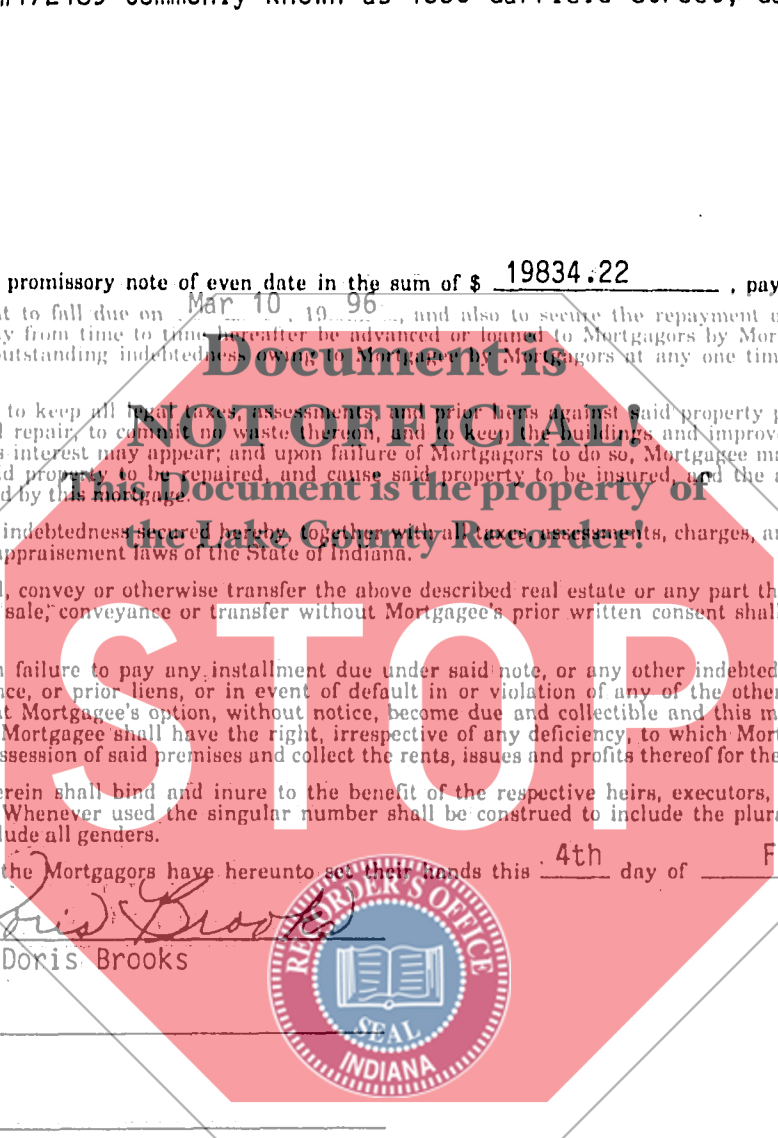 commonly known as
promissory note of even date in the sum of $ 19834.22 , pay
t to fall due on Mar 10 , 19 96 , and also to secure the repayment o
y from time to time hereafter be advanced or loaned to Mortgagors by Mor
outstanding indebtedness owing to Mortgagee by Mortgagors at any one tim
Document is
to keep all legal taxes, assessments, and prior liens against said property p
NOT OFFICIAL!
repair, to commit no waste thereon, and to keep the buildings and improve
s interest may appear; and upon failure of Mortgagors to do so, Mortgagee ma
id property to be repaired, and cause said property to be insured, and the a
This Document is the property of
d by this mortgage.
indebtedness secured hereby, together with all taxes, assessments, charges, a
the Lake County Recorder!
appraisement laws of the State of Indiana.
l, convey or otherwise transfer the above described real estate or any part th
sale, conveyance or transfer without Mortgagee's prior written consent shal
STOP
failure to pay any installment due under said note, or any other indebted
nce, or prior liens, or in event of default in or violation of any of the other
t Mortgagee's option, without notice, become due and collectible and this m
Mortgagee shall have the right, irrespective of any deficiency, to which Mort
ssession of said premises and collect the rents, issues and profits thereof for the
erein shall bind and inure to the benefit of the respective heirs, executors,
Whenever used the singular number shall be construed to include the plura
lude all genders.
the Mortgagors have hereunto set their hands this 4th day of F
Doris Brooks
Doris Brooks
RECORDER'S OFFICE
SEAL
INDIANA